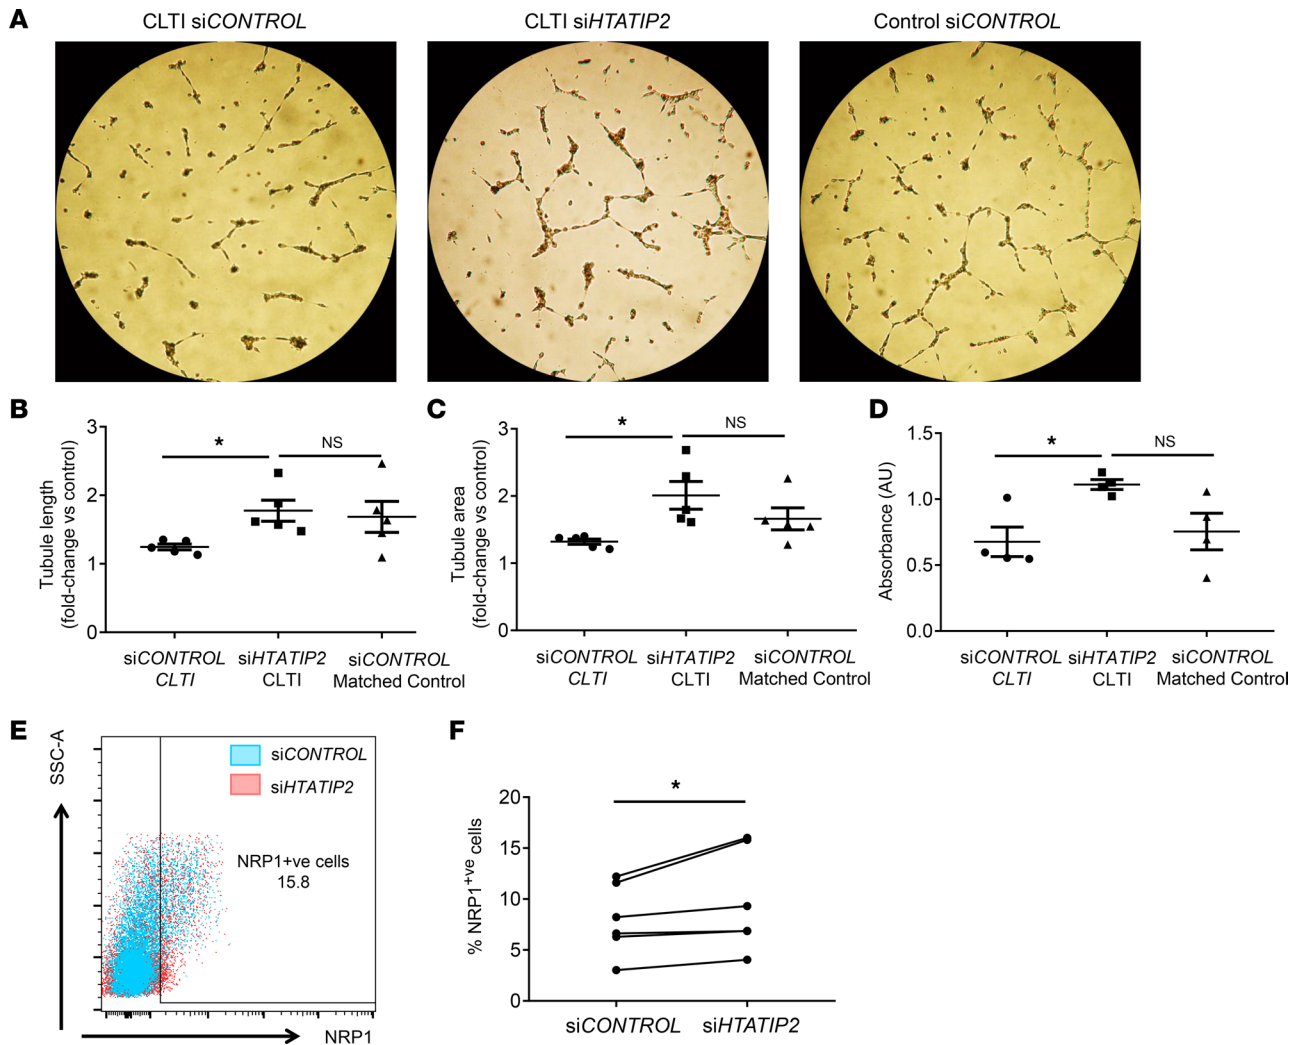 A
CLTI siCONTROL
CLTI siHTATIP2
Control siCONTROL
B
Tubule length
(fold-change vs control)
3
2
1
0
*
NS
siCONTROL
CLTI
siHTATIP2
CLTI
siCONTROL
Matched Control
C
Tubule area
(fold-change vs control)
3
2
1
0
*
NS
siCONTROL
CLTI
siHTATIP2
CLTI
siCONTROL
Matched Control
D
Absorbance (AU)
1.5
1.0
0.5
0.0
*
NS
siCONTROL
CLTI
siHTATIP2
CLTI
siCONTROL
Matched Control
E
SSC-A
siCONTROL
siHTATIP2
NRP1+ve cells
15.8
NRP1
F
% NRP1+ve cells
20
15
10
5
0
*
siCONTROL
siHTATIP2